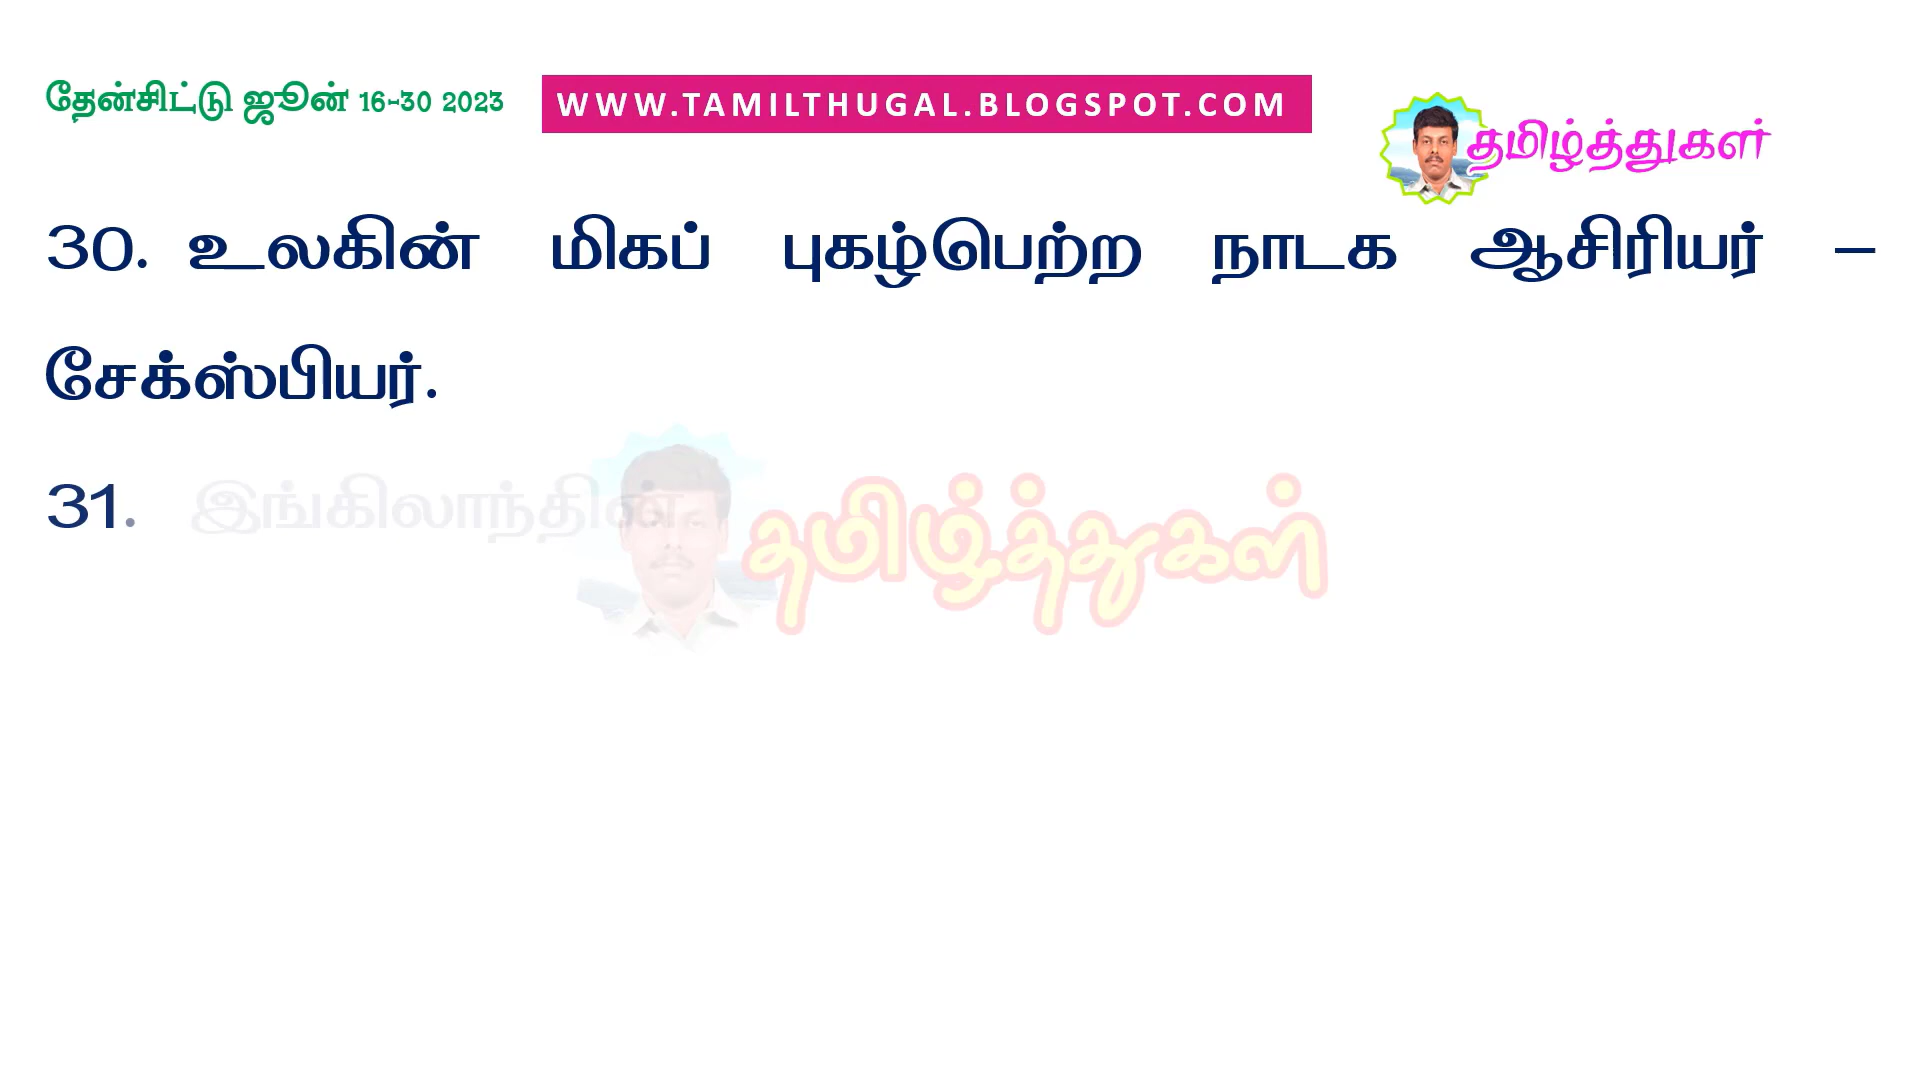 தேன்சிட்டு ஜூன் 16-30 2023
WWW.TAMILTHUGAL.BLOGSPOT.COM
தமிழ்த்துகள்
30. உலகின் மிகப் புகழ்பெற்ற நாடக ஆசிரியர் –
சேக்ஸ்பியர்.
31. இங்கிலாந்தின்
தமிழ்த்துகள்